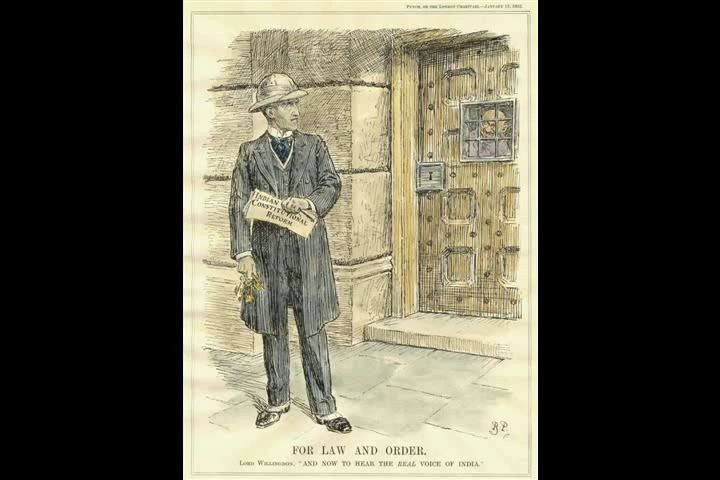 PUNCH, OR THE LONDON CHARIVARI.—JANUARY 13, 1932.
INDIAN
CONSTITUTIONAL
REFORM
B.P.
FOR LAW AND ORDER.
LORD WILLINGDON. "AND NOW TO HEAR THE REAL VOICE OF INDIA."